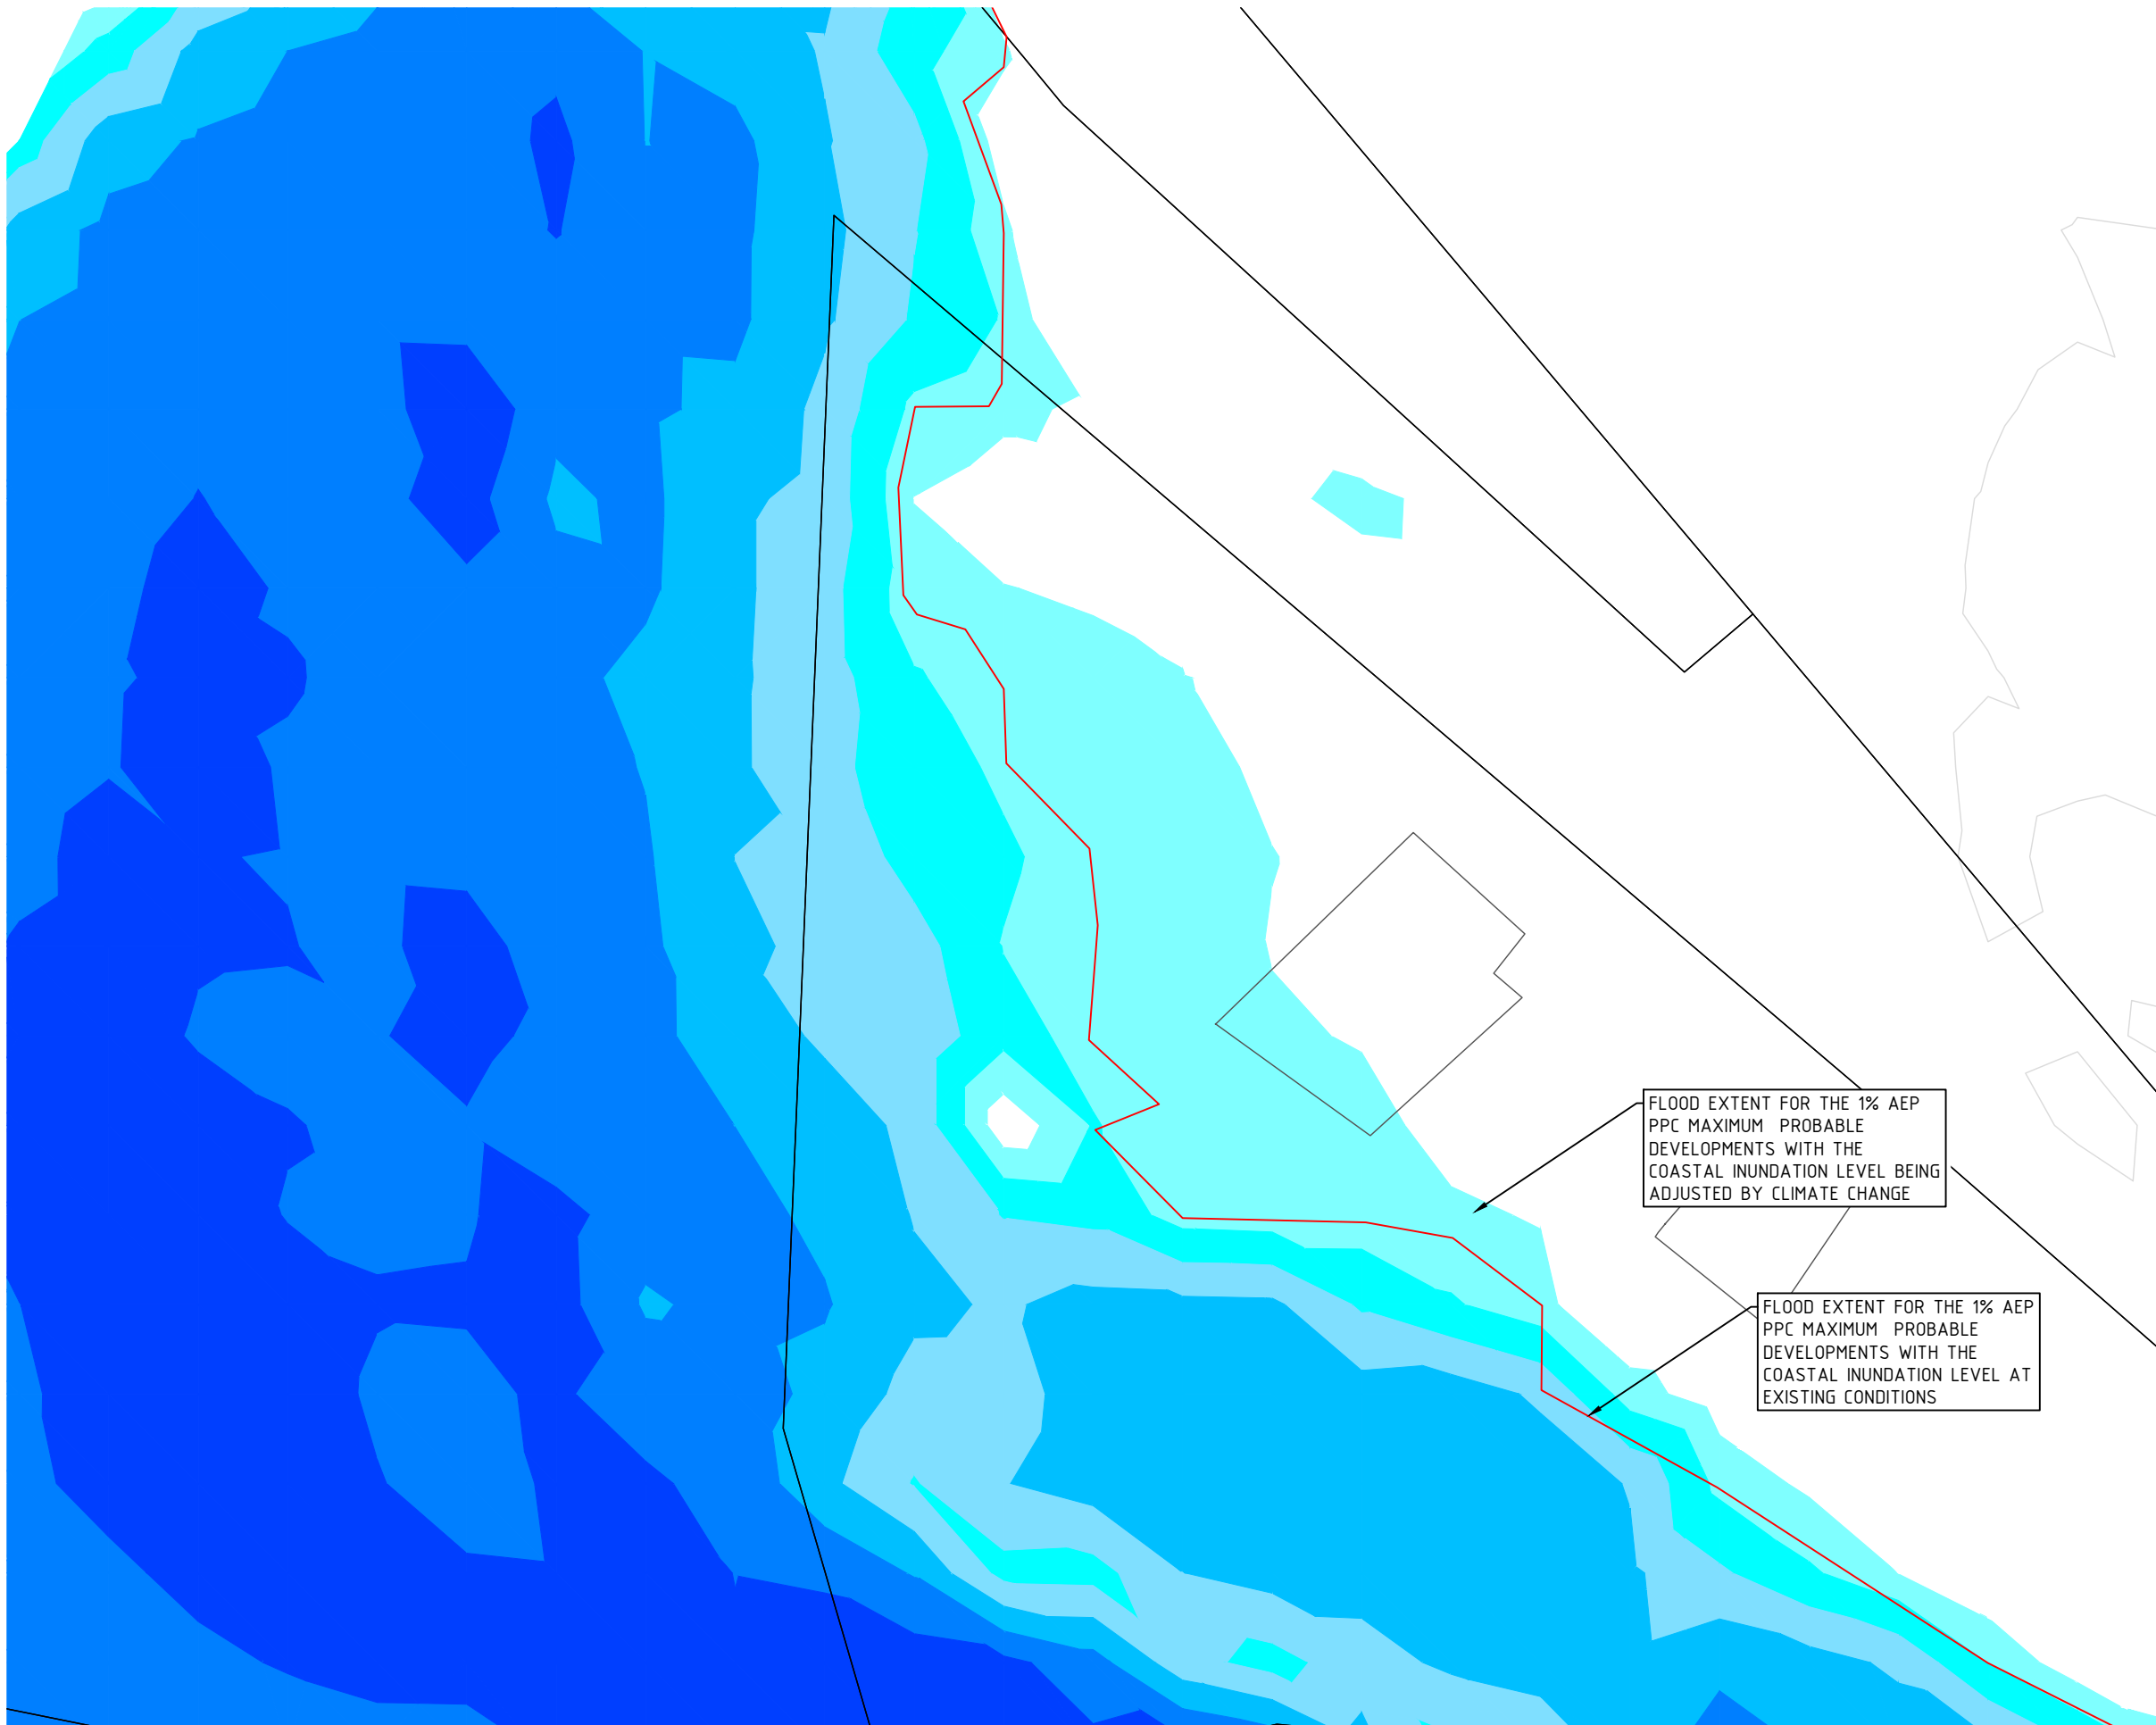 FLOOD EXTENT FOR THE 1% AEP
PPC MAXIMUM PROBABLE
DEVELOPMENTS WITH THE
COASTAL INUNDATION LEVEL BEING
ADJUSTED BY CLIMATE CHANGE
FLOOD EXTENT FOR THE 1% AEP
PPC MAXIMUM PROBABLE
DEVELOPMENTS WITH THE
COASTAL INUNDATION LEVEL AT
EXISTING CONDITIONS